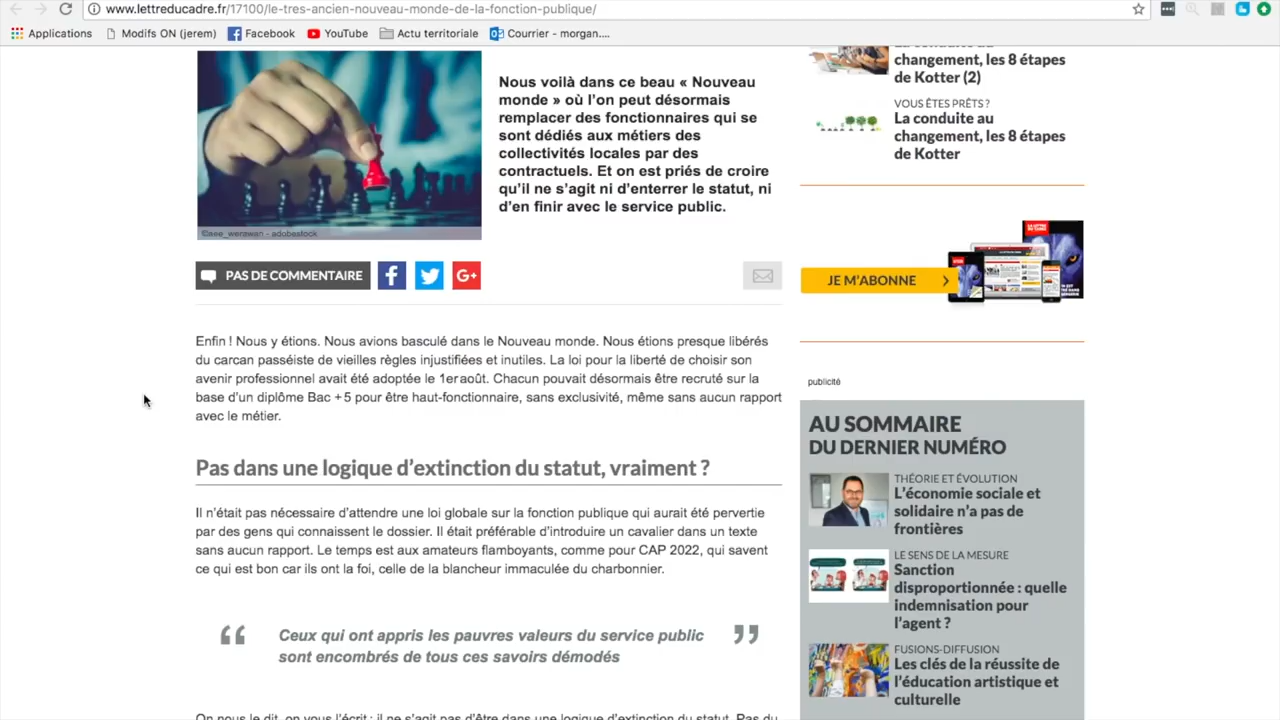 www.lettreducadre.fr/17100/le-tres-ancien-nouveau-monde-de-la-fonction-publique/
Applications
Modifs ON (jerem)
Facebook
YouTube
Actu territoriale
Courrier - morgan....
©see_werawan - adobestock
Nous voilà dans ce beau « Nouveau
monde » où l'on peut désormais
remplacer des fonctionnaires qui se
sont dédiés aux métiers des
collectivités locales par des
contractuels. Et on est priés de croire
qu'il ne s'agit ni d'enterrer le statut, ni
d'en finir avec le service public.
PAS DE COMMENTAIRE
G+
Enfin ! Nous y étions. Nous avions basculé dans le Nouveau monde. Nous étions presque libérés
du carcan passéiste de vieilles règles injustifiées et inutiles. La loi pour la liberté de choisir son
avenir professionnel avait été adoptée le 1er août. Chacun pouvait désormais être recruté sur la
base d'un diplôme Bac +5 pour être haut-fonctionnaire, sans exclusivité, même sans aucun rapport
avec le métier.
Pas dans une logique d'extinction du statut, vraiment ?
Il n'était pas nécessaire d'attendre une loi globale sur la fonction publique qui aurait été pervertie
par des gens qui connaissent le dossier. Il était préférable d'introduire un cavalier dans un texte
sans aucun rapport. Le temps est aux amateurs flamboyants, comme pour CAP 2022, qui savent
ce qui est bon car ils ont la foi, celle de la blancheur immaculée du charbonnier.
“ Ceux qui ont appris les pauvres valeurs du service public ”
sont encombrés de tous ces savoirs démodés
On nous le dit, on vous l'écrit : il ne s'agit pas d'Être dans une logique d'extinction du statut. Pas du
La conduite du
changement, les 8 étapes
de Kotter (2)
VOUS ÊTES PRÊTS ?
La conduite au
changement, les 8 étapes
de Kotter
JE M'ABONNE
publicité
AU SOMMAIRE
DU DERNIER NUMÉRO
THÉORIE ET ÉVOLUTION
L'économie sociale et
solidaire n'a pas de
frontières
LE SENS DE LA MESURE
Sanction
disproportionnée : quelle
indemnisation pour
l'agent ?
FUSIONS-DIFFUSION
Les clés de la réussite de
l'éducation artistique et
culturelle